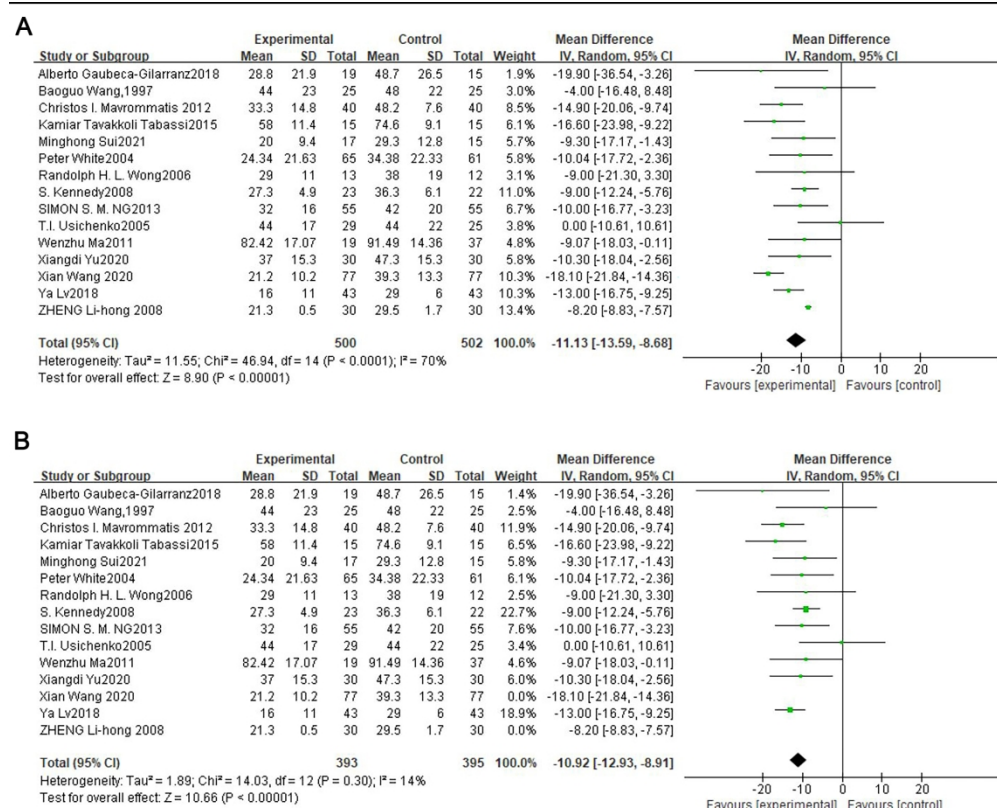 A
Experimental Control Mean Difference Mean Difference
Study or Subgroup Mean SD Total Mean SD Total Weight IV, Random, 95% CI IV, Random, 95% CI
Alberto Gaubeca-Gilarranz2018 28.8 21.9 19 48.7 26.5 15 1.9% -19.90 [-36.54, -3.26]
Baoguo Wang,1997 44 23 25 48 22 25 3.1% -4.00 [-16.48, 8.48]
Christos I. Mavrommatis 2012 33.3 14.8 40 48.2 7.6 40 8.7% -14.90 [-20.06, -9.74]
Kamiar Tavakkoli Tabassi2015 58 11.4 15 74.6 9.1 15 6.1% -16.60 [-23.98, -9.22]
Minghong Sui2021 20 9.4 17 29.3 12.8 15 5.7% -9.30 [-17.17, -1.43]
Peter White2004 24.34 21.63 65 34.38 22.33 61 5.8% -10.04 [-17.72, -2.36]
Randolph H. L. Wong2006 29 11 13 38 19 12 3.2% -9.00 [-21.30, 3.30]
S. Kennedy2008 27.3 4.9 23 36.3 6.1 22 11.0% -9.00 [-12.24, -5.76]
SIMON S. M. NG2013 32 16 55 42 20 55 6.7% -10.00 [-16.77, -3.23]
T.I. Usichenko2005 44 17 29 44 22 25 3.9% 0.00 [-10.61, 10.61]
Wenzhu Ma2011 82.42 17.07 19 91.49 14.36 37 4.8% -9.07 [-18.03, -0.11]
Xiangdi Yu2020 37 15.3 30 47.3 15.3 30 5.8% -10.30 [-18.04, -2.56]
Xian Wang 2020 21.2 10.2 77 39.3 13.3 77 10.3% -18.10 [-21.84, -14.36]
Ya Lv2018 16 11 43 29 6 43 10.3% -13.00 [-16.75, -9.25]
ZHENG Li-hong 2008 21.3 0.5 30 29.5 1.7 30 13.4% -8.20 [-8.83, -7.57]
Total (95% CI) 500 502 100.0% -11.13 [-13.59, -8.68]
Heterogeneity: Tau² = 11.55; Chi² = 46.94, df = 14 (P < 0.0001); I² = 70%
Test for overall effect: Z = 8.90 (P < 0.00001)
-20 -10 0 10 20
Favours [experimental] Favours [control]
B
Experimental Control Mean Difference Mean Difference
Study or Subgroup Mean SD Total Mean SD Total Weight IV, Random, 95% CI IV, Random, 95% CI
Alberto Gaubeca-Gilarranz2018 28.8 21.9 19 48.7 26.5 15 1.4% -19.90 [-36.54, -3.26]
Baoguo Wang,1997 44 23 25 48 22 25 2.5% -4.00 [-16.48, 8.48]
Christos I. Mavrommatis 2012 33.3 14.8 40 48.2 7.6 40 11.9% -14.90 [-20.06, -9.74]
Kamiar Tavakkoli Tabassi2015 58 11.4 15 74.6 9.1 15 6.5% -16.60 [-23.98, -9.22]
Minghong Sui2021 20 9.4 17 29.3 12.8 15 5.8% -9.30 [-17.17, -1.43]
Peter White2004 24.34 21.63 65 34.38 22.33 61 6.1% -10.04 [-17.72, -2.36]
Randolph H. L. Wong2006 29 11 13 38 19 12 2.5% -9.00 [-21.30, 3.30]
S. Kennedy2008 27.3 4.9 23 36.3 6.1 22 22.7% -9.00 [-12.24, -5.76]
SIMON S. M. NG2013 32 16 55 42 20 55 7.6% -10.00 [-16.77, -3.23]
T.I. Usichenko2005 44 17 29 44 22 25 3.4% 0.00 [-10.61, 10.61]
Wenzhu Ma2011 82.42 17.07 19 91.49 14.36 37 4.6% -9.07 [-18.03, -0.11]
Xiangdi Yu2020 37 15.3 30 47.3 15.3 30 6.0% -10.30 [-18.04, -2.56]
Xian Wang 2020 21.2 10.2 77 39.3 13.3 77 0.0% -18.10 [-21.84, -14.36]
Ya Lv2018 16 11 43 29 6 43 18.9% -13.00 [-16.75, -9.25]
ZHENG Li-hong 2008 21.3 0.5 30 29.5 1.7 30 0.0% -8.20 [-8.83, -7.57]
Total (95% CI) 393 395 100.0% -10.92 [-12.93, -8.91]
Heterogeneity: Tau² = 1.89; Chi² = 14.03, df = 12 (P = 0.30); I² = 14%
Test for overall effect: Z = 10.66 (P < 0.00001)
-20 -10 0 10 20
Favours [experimental] Favours [control]